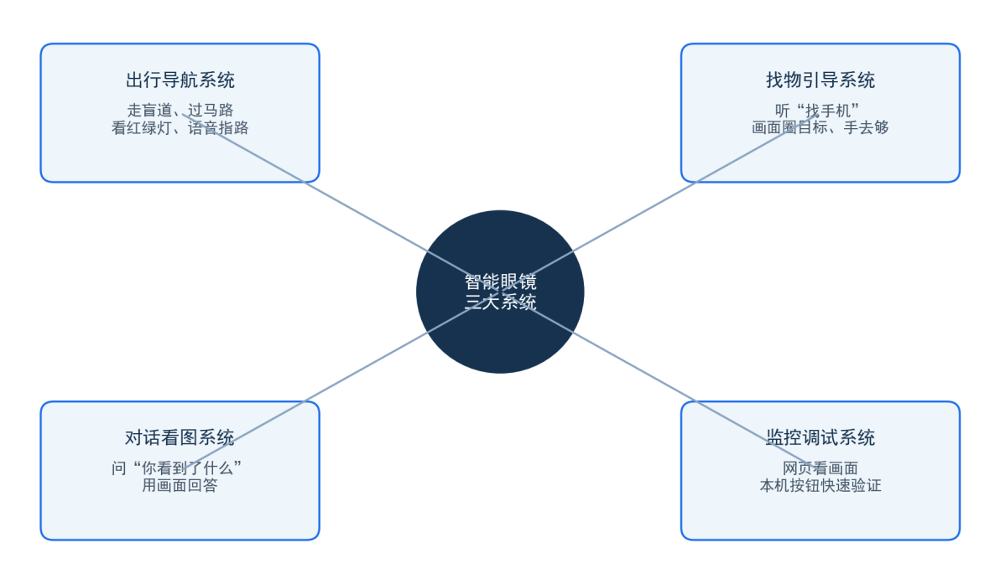 出行导航系统
走盲道、过马路
看红绿灯、语音指路
找物引导系统
听“找手机”
画面圈目标、手去够
智能眼镜
三大系统
对话看图系统
问“你看到了什么”
用画面回答
监控调试系统
网页看画面
本机按钮快速验证